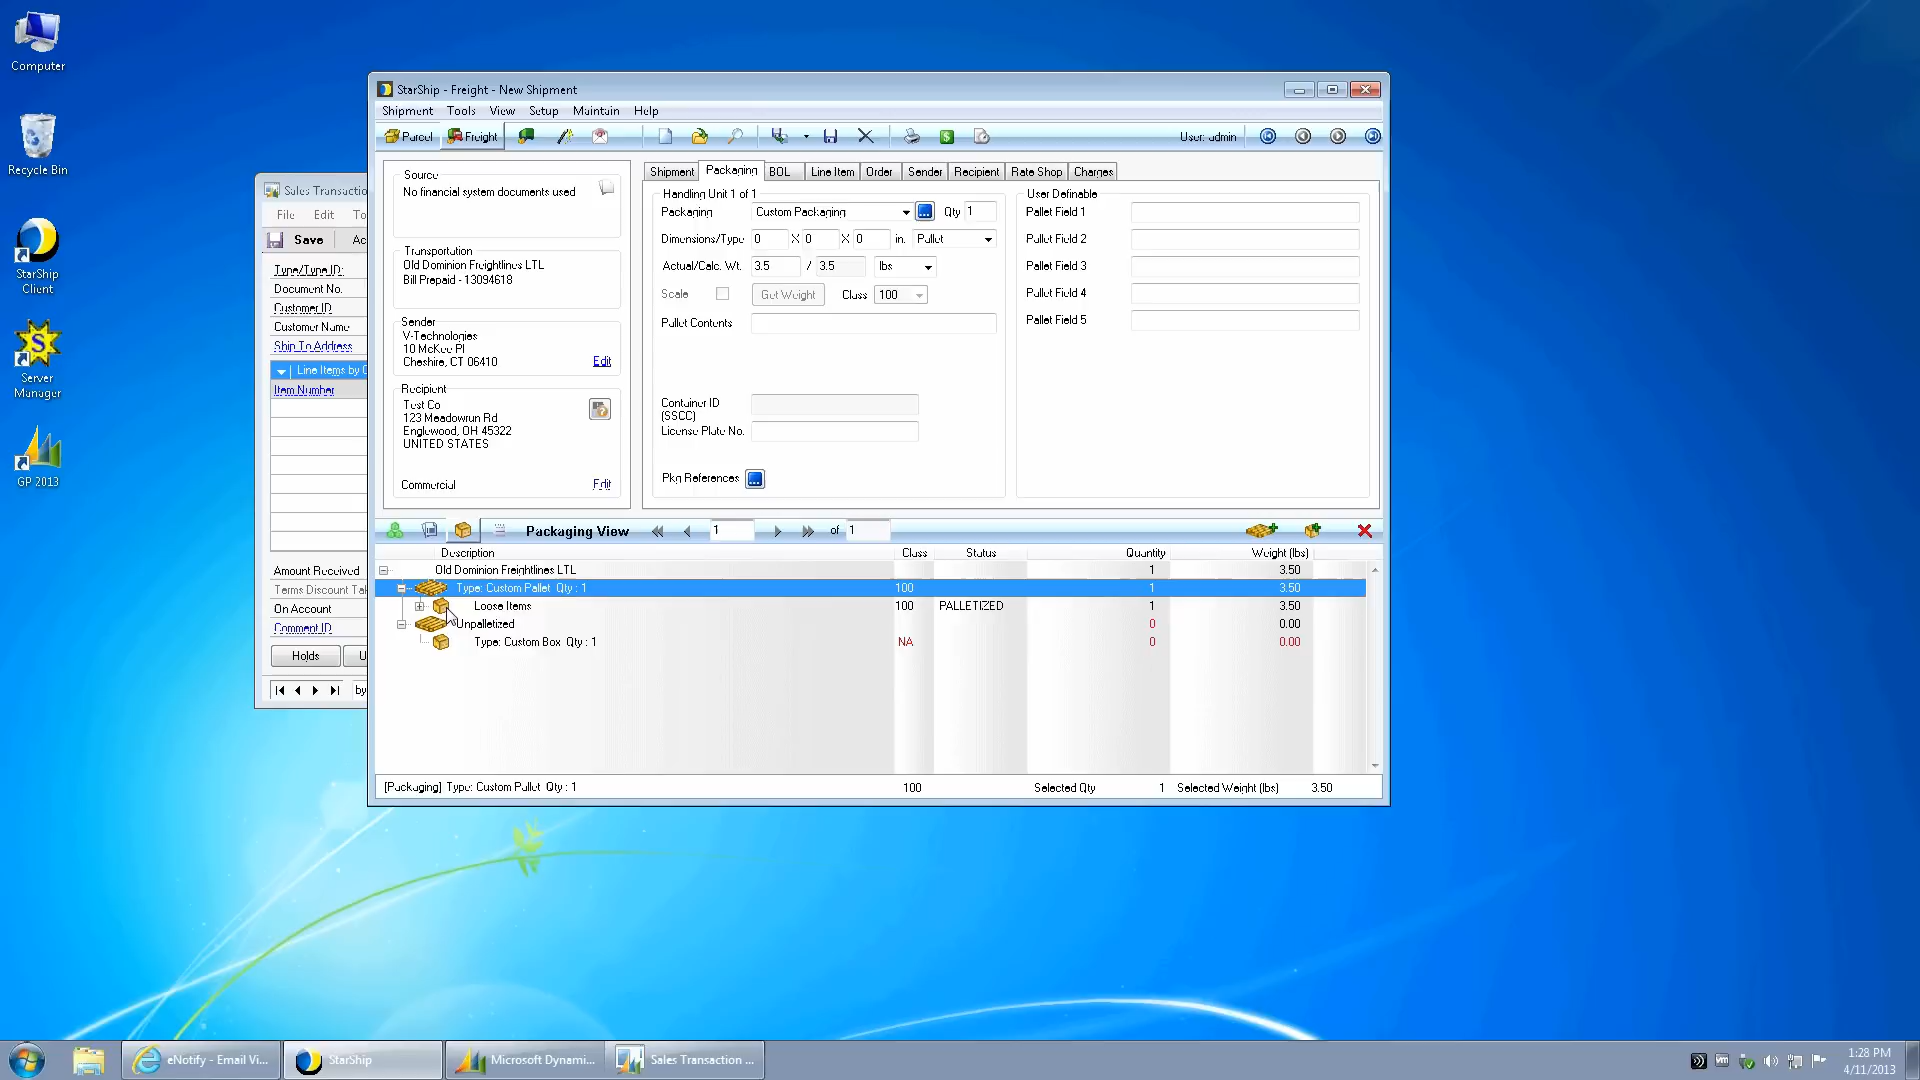 Computer
Recycle Bin
StarShip
Client
Server
Manager
GP 2013
Sales Transactio
File Edit To
Save Ac
Type/Type ID:
Document No.
Customer ID
Customer Name
Ship To Address
Line Items by O
Item Number
Amount Received
Terms Discount Tak
On Account
Comment ID
Holds U
by
StarShip - Freight - New Shipment
Shipment Tools View Setup Maintain Help
Parcel Freight User: admin
Source
No financial system documents used
Transportation
Old Dominion Freightlines LTL
Bill Prepaid - 13094618
Sender
V-Technologies
10 McKee Pl
Cheshire, CT 06410 Edit
Recipient
Test Co
123 Meadowrun Rd
Englewood, OH 45322
UNITED STATES
Commercial Edit
Shipment Packaging BOL Line Item Order Sender Recipient Rate Shop Charges
Handling Unit 1 of 1
Packaging Custom Packaging ... Qty 1
Dimensions/Type 0 X 0 X 0 in. Pallet
Actual/Calc. Wt. 3.5 / 3.5 lbs
Scale Get Weight Class 100
Pallet Contents
Container ID
(SSCC)
License Plate No.
Pkg References ...
User Definable
Pallet Field 1
Pallet Field 2
Pallet Field 3
Pallet Field 4
Pallet Field 5
Packaging View 1 of 1
Description Class Status Quantity Weight (lbs)
Old Dominion Freightlines LTL 1 3.50
Type: Custom Pallet Qty : 1 100 1 3.50
Loose Items 100 PALLETIZED 1 3.50
Unpalletized 0 0.00
Type: Custom Box Qty : 1 NA 0 0.00
[Packaging] Type: Custom Pallet Qty : 1 100 Selected Qty 1 Selected Weight (lbs) 3.50
eNotify - Email Vi... StarShip Microsoft Dynami... Sales Transaction ...
1:28 PM
4/11/2013